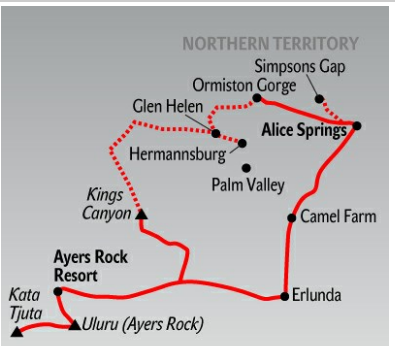 NORTHERN TERRITORY
Simpsons Gap
Ormiston Gorge
Glen Helen
Alice Springs
Hermannsburg
Palm Valley
Kings
Canyon
Camel Farm
Ayers Rock
Resort
Kata
Tjuta
Erlunda
Uluru (Ayers Rock)